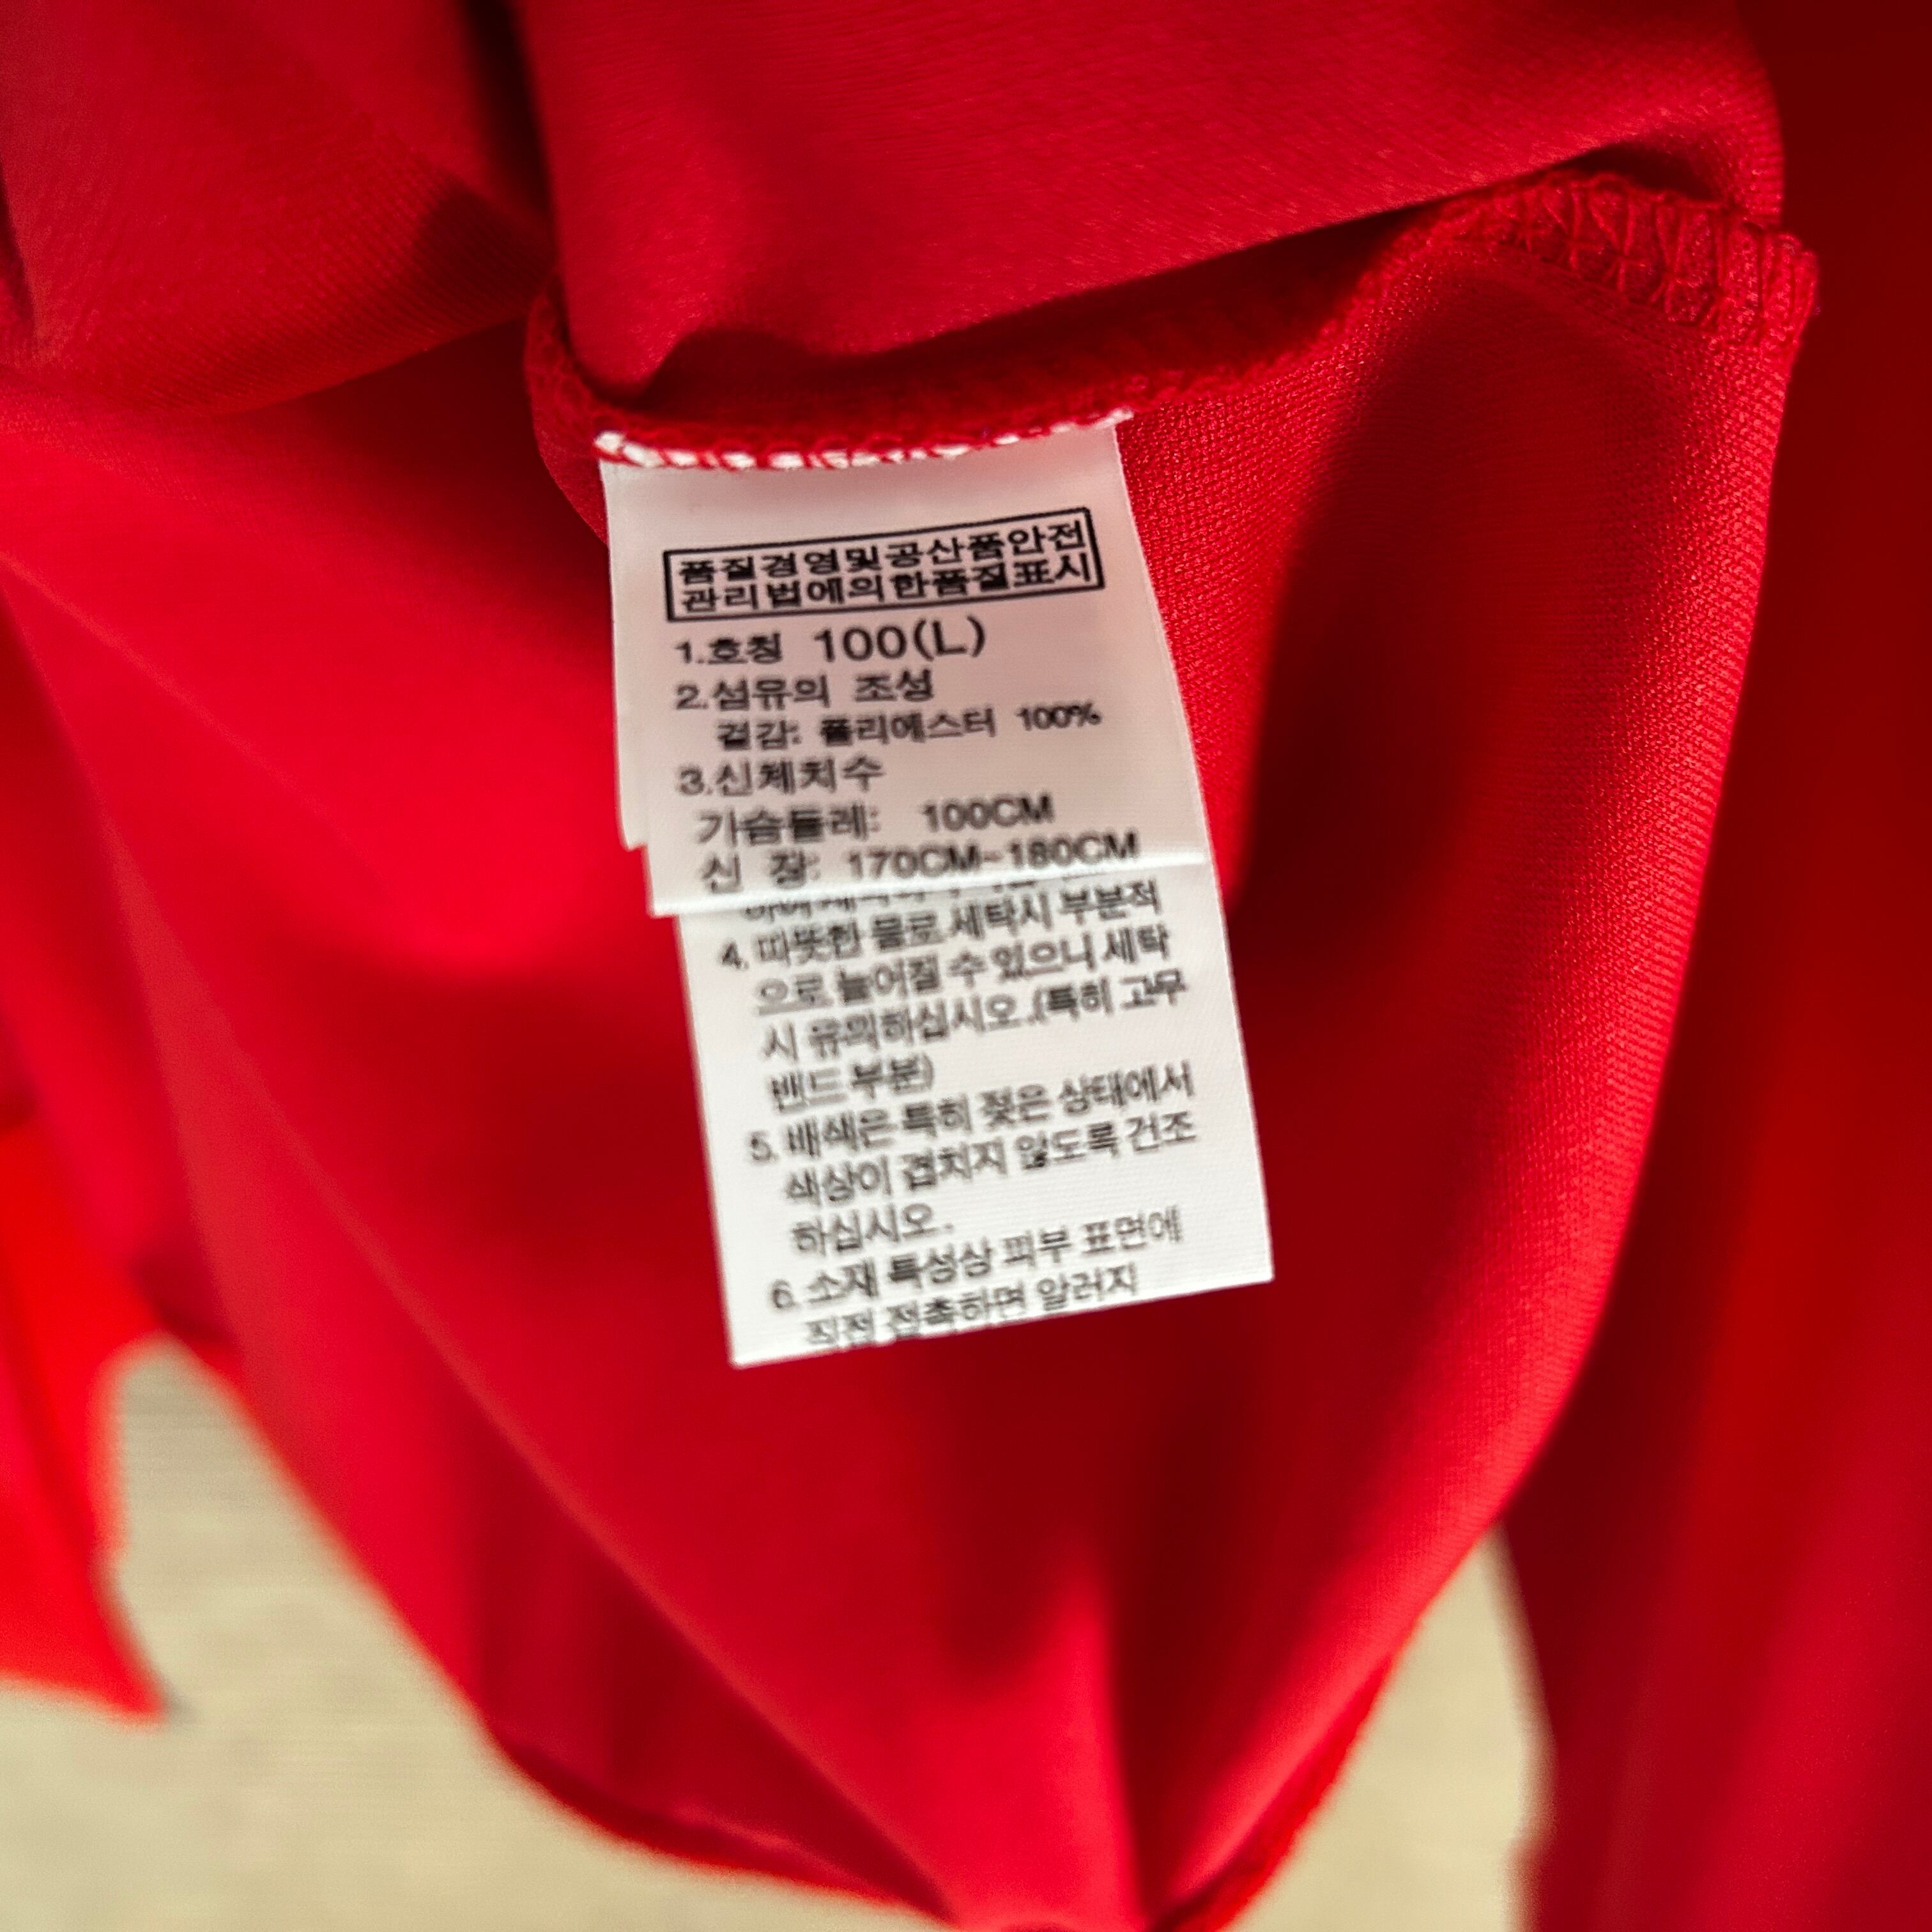 품질경영및공산품안전
관리법에의한품질표시
1.호칭 100(L)
2.섬유의 조성
겉감: 폴리에스터 100%
3.신체치수
가슴둘레: 100CM
신 장: 170CM-180CM
4. 따뜻한 물로 세탁시 부분적
으로 늘어질 수 있으니 세탁
시 유의하십시오.(특히 고무
밴드 부분)
5. 배색은 특히 젖은 상태에서
색상이 겹치지 않도록 건조
하십시오.
6. 소재 특성상 피부 표면에
직접 접촉하면 알러지